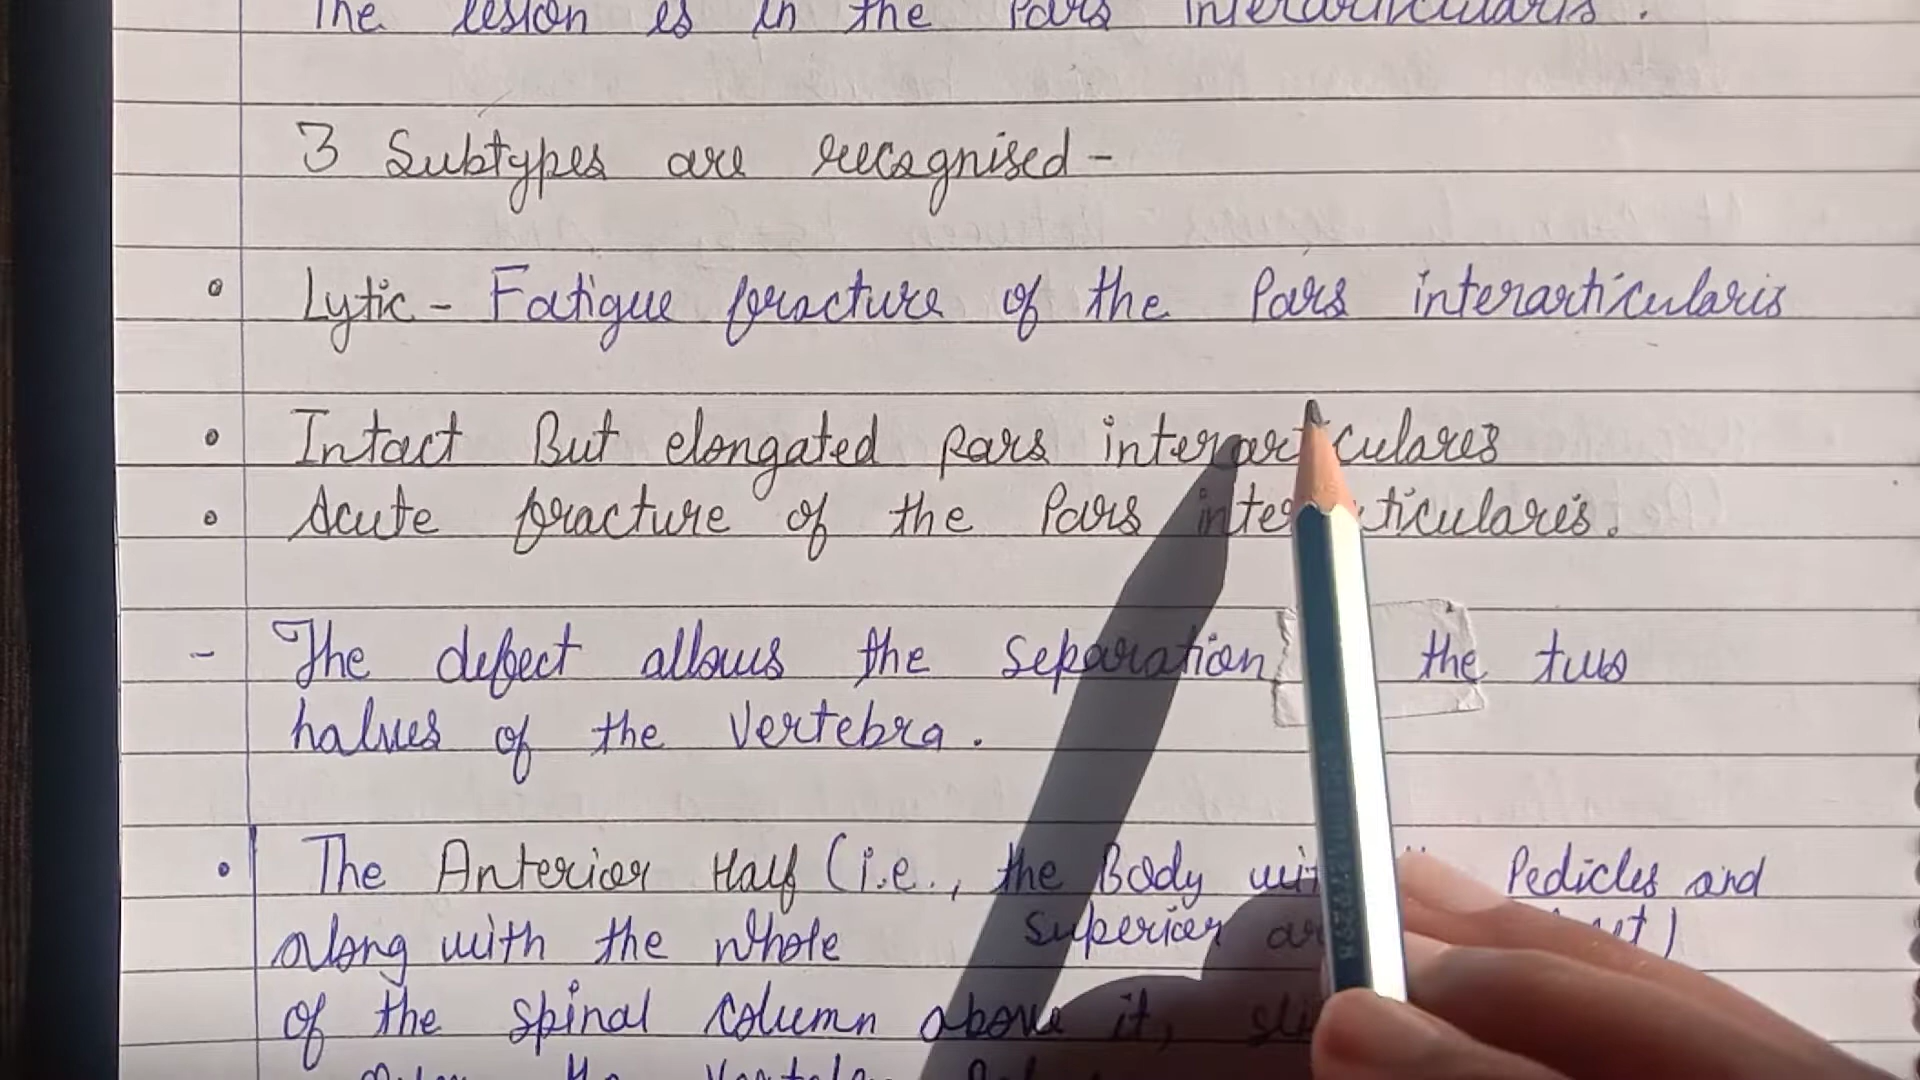 The lesion is in the Pars interarticularis.
3 Subtypes are recognised -
Lytic - Fatigue fracture of the Pars interarticularis
Intact But elongated Pars interarticulares
Acute fracture of the Pars inte ticulares.
- The defect allows the separation the two
halves of the vertebra.
The Anterior Half (i.e., the Body with Pedicles and
along with the whole superior
of the spinal column above it,